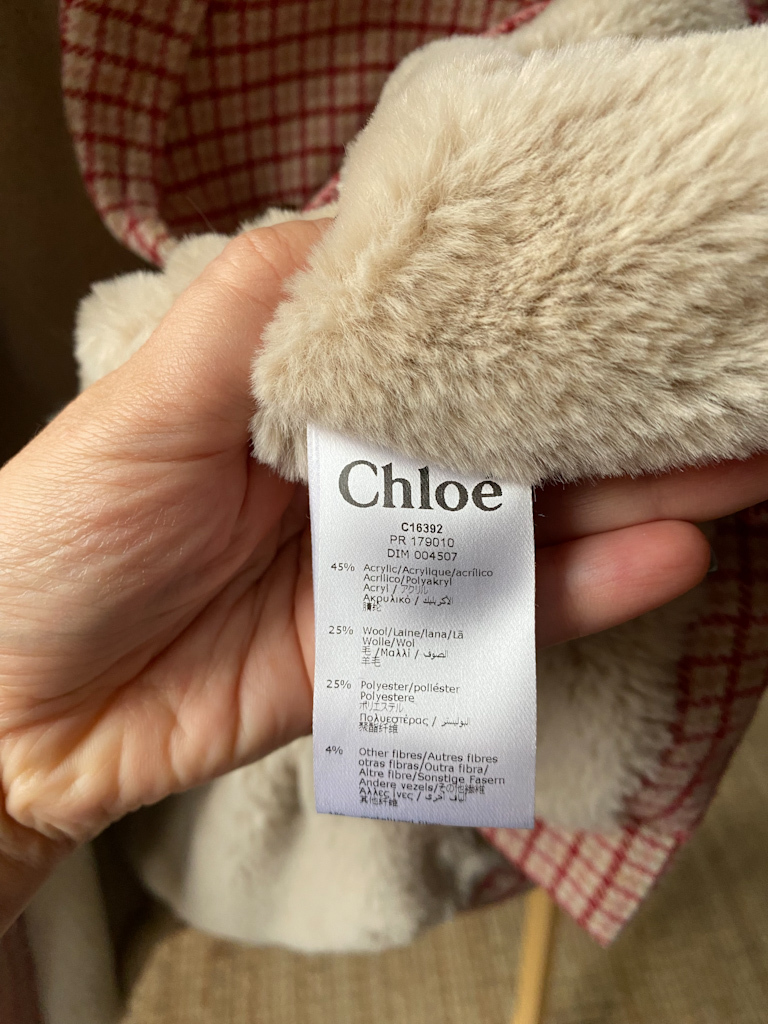 Chloé
C16392
PR 179010
DIM 004507
45% Acrylic/Acrylique/acrílico
Acrílico/Polyakryl
Acryl / アクリル
Ακρυλικό / الأكريليك
腈纶
25% Wool/Laine/lana/Lã
Wolle/Wol
毛 /Μαλλί / الصوف
羊毛
25% Polyester/poliéster
Polyestere
ポリエステル
Πολυεστέρας / البوليستر
聚酯纤维
4% Other fibres/Autres fibres
otras fibras/Outra fibra/
Altre fibre/Sonstige Fasern
Andere vezels/その他繊維
Άλλες ίνες / ألياف أخرى
其他纤维